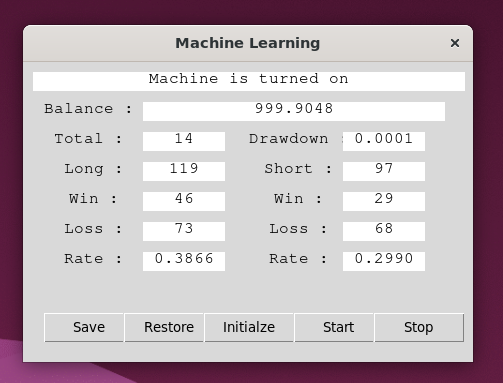 Machine Learning ×
Machine is turned on
Balance : 999.9048
Total : 14 Drawdown : 0.0001
Long : 119 Short : 97
Win : 46 Win : 29
Loss : 73 Loss : 68
Rate : 0.3866 Rate : 0.2990
Save Restore Initialze Start Stop